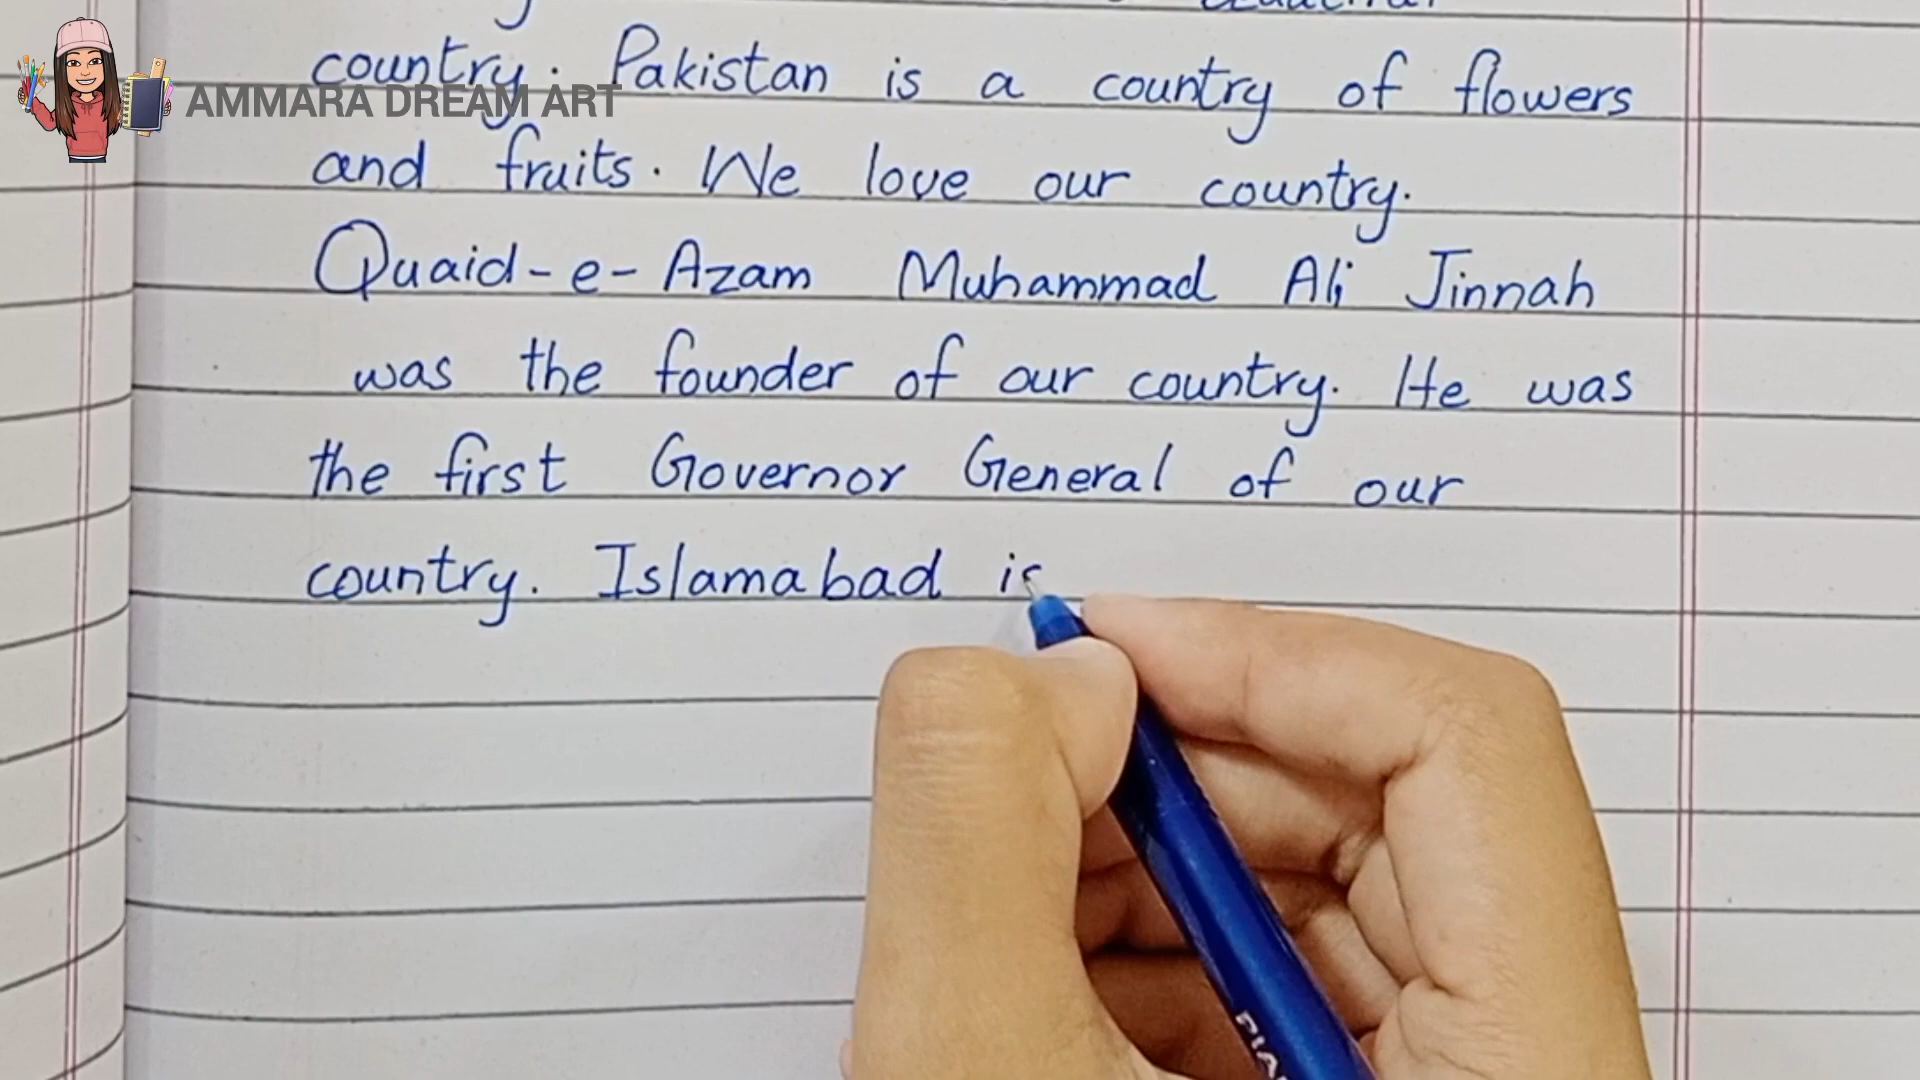 country. Pakistan is a country of flowers
AMMARA DREAM ART
and fruits. We love our country.
Quaid-e-Azam Muhammad Ali Jinnah
was the founder of our country. He was
the first Governor General of our
country. Islamabad is